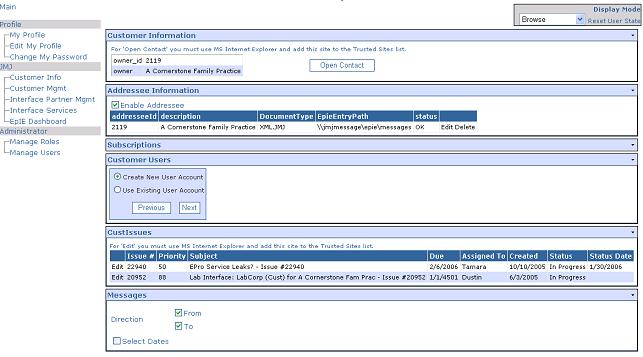 Main
Display Mode
Browse
Reset User State
Profile
My Profile
Edit My Profile
Change My Password
JMJ
Customer Info
Customer Mgmt
Interface Partner Mgmt
Interface Services
EpIE Dashboard
Administrator
Manage Roles
Manage Users
Customer Information
For 'Open Contact' you must use MS Internet Explorer and add this site to the Trusted Sites list.
owner_id 2119
owner A Cornerstone Family Practice
Open Contact
Addressee Information
Enable Addressee
addresseeId description DocumentType EpieEntryPath status
2119 A Cornerstone Family Practice XML.JMJ \\jmjmessage\epie\messages OK Edit Delete
Subscriptions
Customer Users
Create New User Account
Use Existing User Account
Previous Next
CustIssues
For 'Edit' you must use MS Internet Explorer and add this site to the Trusted Sites list.
Issue # Priority Subject Due Assigned To Created Status Status Date
Edit 22940 50 EPro Service Leaks? - Issue #22940 2/6/2006 Tamara 10/10/2005 In Progress 1/30/2006
Edit 20952 88 Lab Interface: LabCorp (Cust) for A Cornerstone Fam Prac - Issue #20952 1/1/4501 Dustin 6/3/2005 In Progress
Messages
Direction
From
To
Select Dates